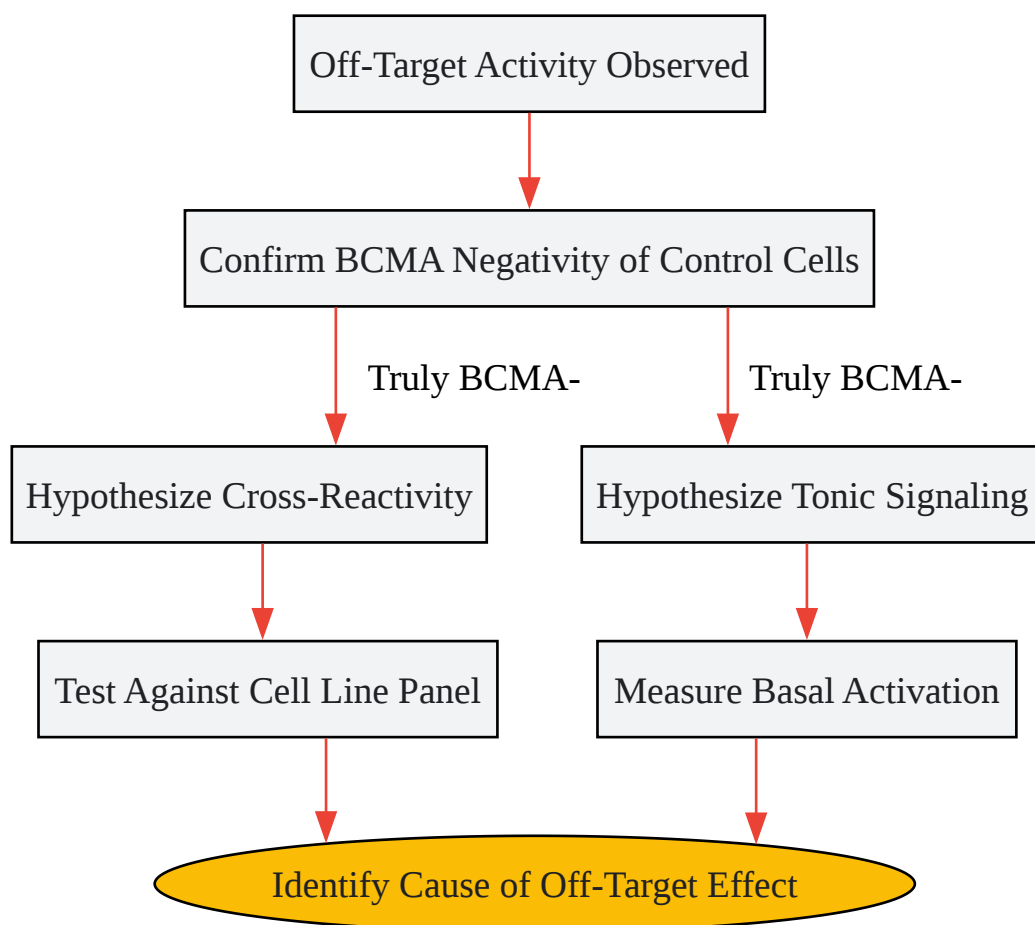 Off-Target Activity Observed
Confirm BCMA Negativity of Control Cells
Truly BCMA-
Truly BCMA-
Hypothesize Cross-Reactivity
Hypothesize Tonic Signaling
Test Against Cell Line Panel
Measure Basal Activation
Identify Cause of Off-Target Effect